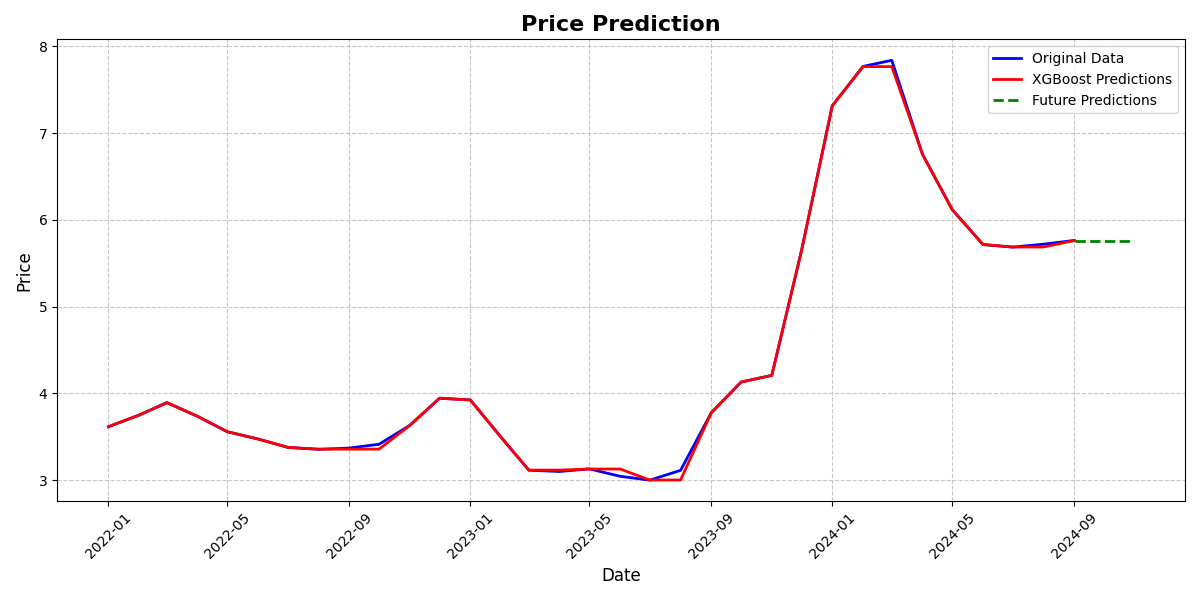 Price Prediction
Original Data
XGBoost Predictions
Future Predictions
Price
8
7
6
5
4
3
2022-01
2022-05
2022-09
2023-01
2023-05
2023-09
2024-01
2024-05
2024-09
Date